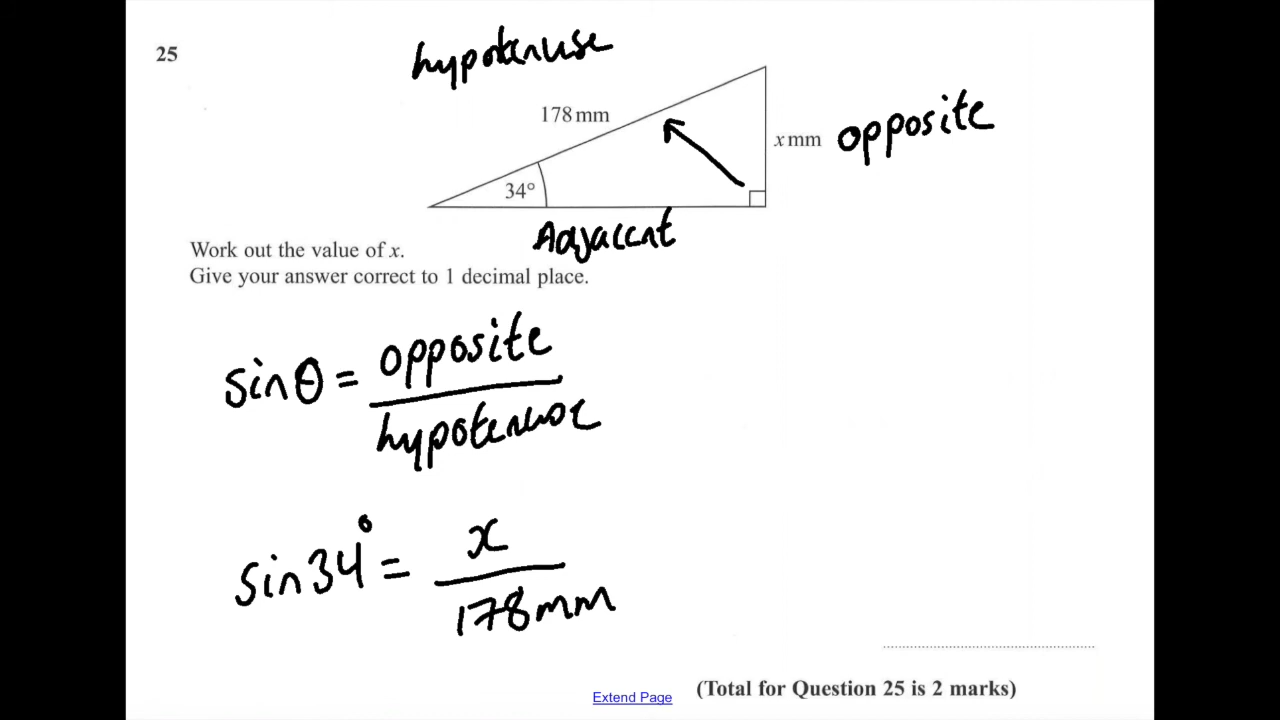 25
hypotenuse
178 mm
x mm opposite
34°
Adjacent
Work out the value of x.
Give your answer correct to 1 decimal place.
sinθ = opposite
hypotenuse
sin34° = x
178mm
(Total for Question 25 is 2 marks)
Extend Page